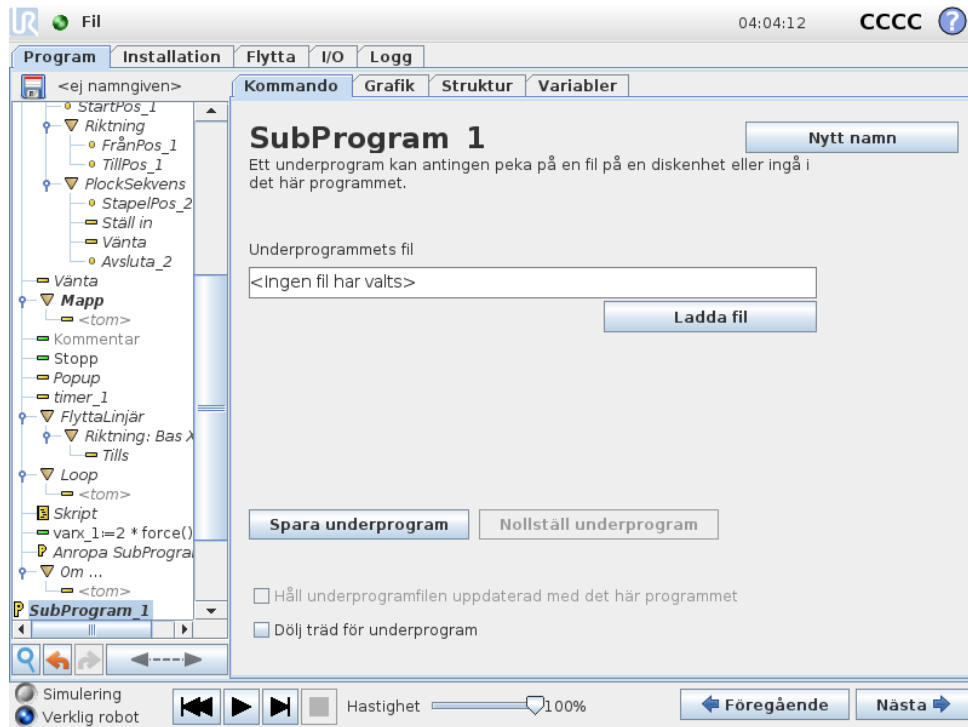 UR Fil 04:04:12 CCCC ?
Program Installation Flytta I/O Logg
<ej namngiven>
Kommando Grafik Struktur Variabler
StartPos_1
Riktning
FrånPos_1
TillPos_1
PlockSekvens
StapelPos_2
Ställ in
Vänta
Avsluta_2
Vänta
Mapp
<tom>
Kommentar
Stopp
Popup
timer_1
FlyttaLinjär
Riktning: Bas X
Tills
Loop
<tom>
Skript
varx_1:=2 * force()
Anropa SubProgra
0m ...
<tom>
SubProgram_1
SubProgram_1
Nytt namn
Ett underprogram kan antingen peka på en fil på en diskenhet eller ingå i
det här programmet.
Underprogrammets fil
<Ingen fil har valts>
Ladda fil
Spara underprogram
Nollställ underprogram
Håll underprogramfilen uppdaterad med det här programmet
Dölj träd för underprogram
Simulering
Verklig robot
Hastighet 100%
Föregående
Nästa